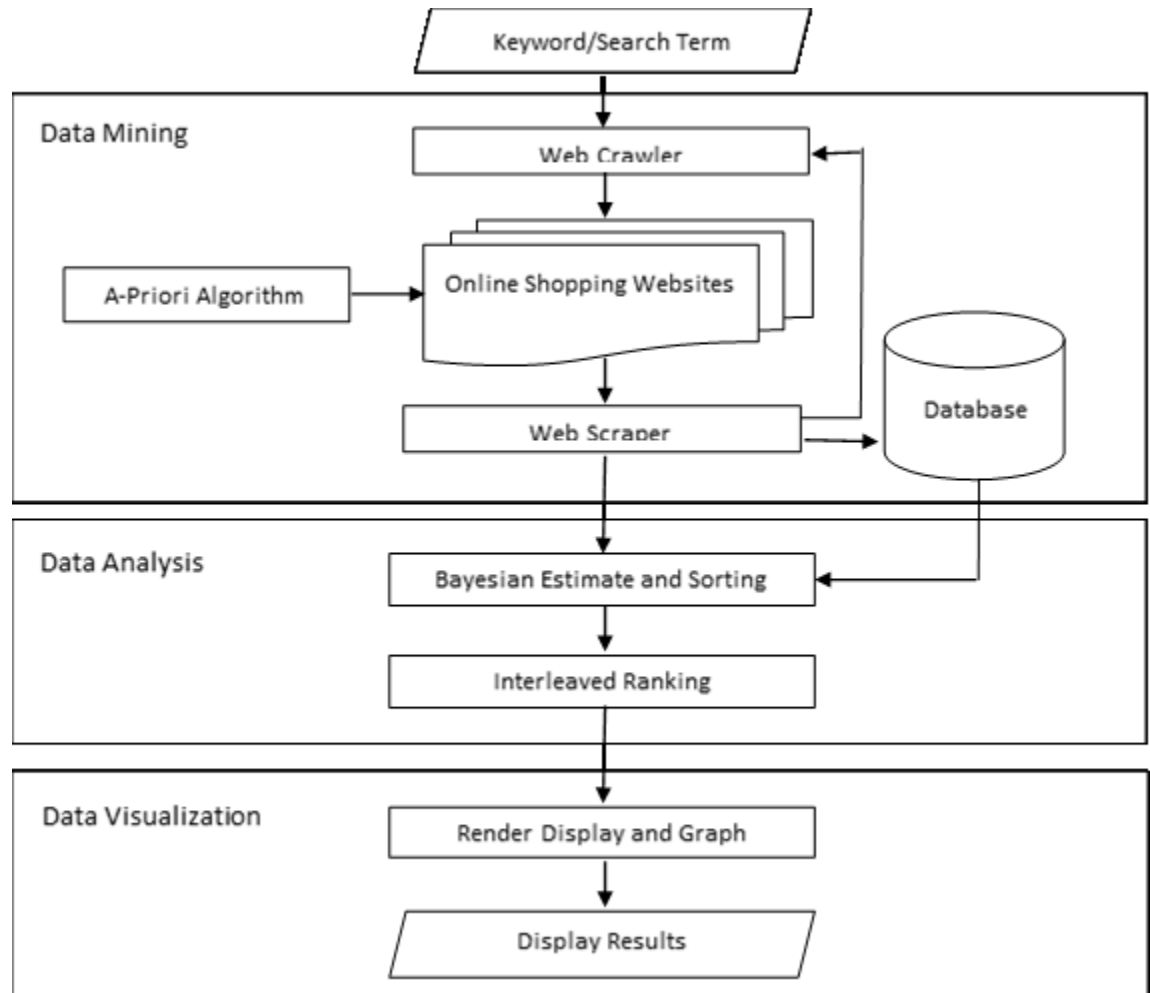 Keyword/Search Term
Data Mining
Web Crawler
A-Priori Algorithm
Online Shopping Websites
Database
Web Scraper
Data Analysis
Bayesian Estimate and Sorting
Interleaved Ranking
Data Visualization
Render Display and Graph
Display Results